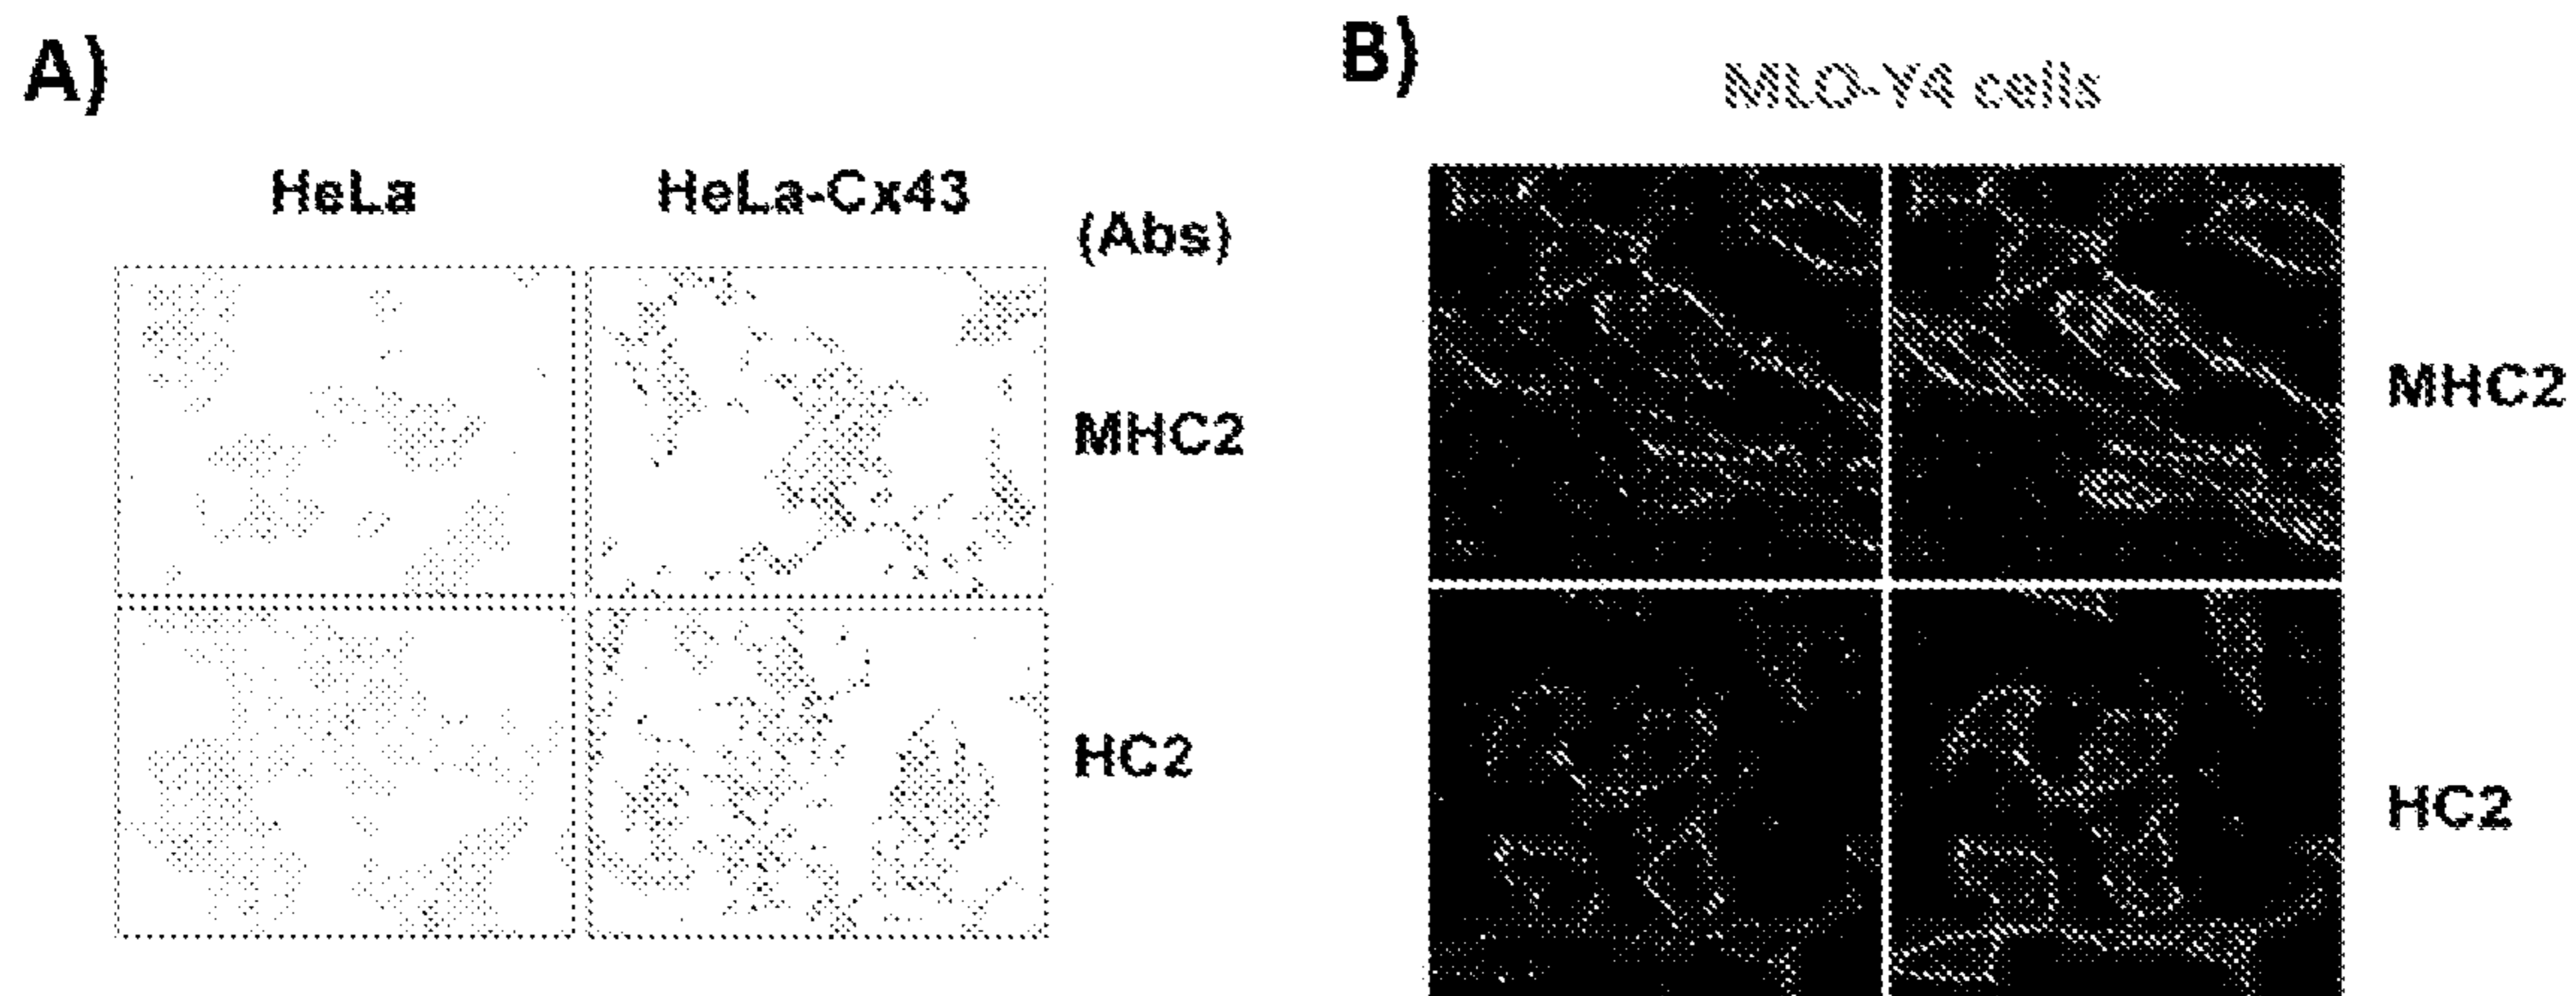 A)
HeLa HeLa-Cx43
(Abs)
MHC2
HC2
B)
MLO-Y4 cells
MHC2
HC2